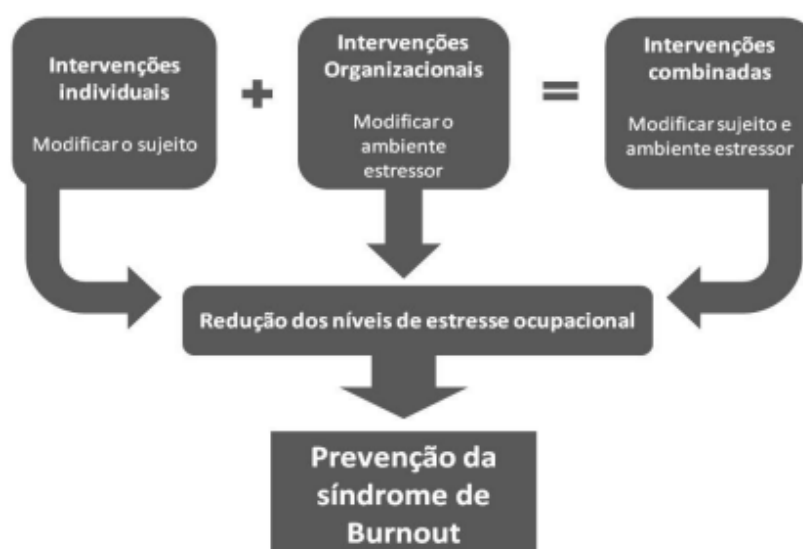 Intervenções
individuais
Modificar o sujeito
+
Intervenções
Organizacionais
Modificar o
ambiente
estressor
=
Intervenções
combinadas
Modificar sujeito e
ambiente estressor
Redução dos níveis de estresse ocupacional
Prevenção da
síndrome de
Burnout